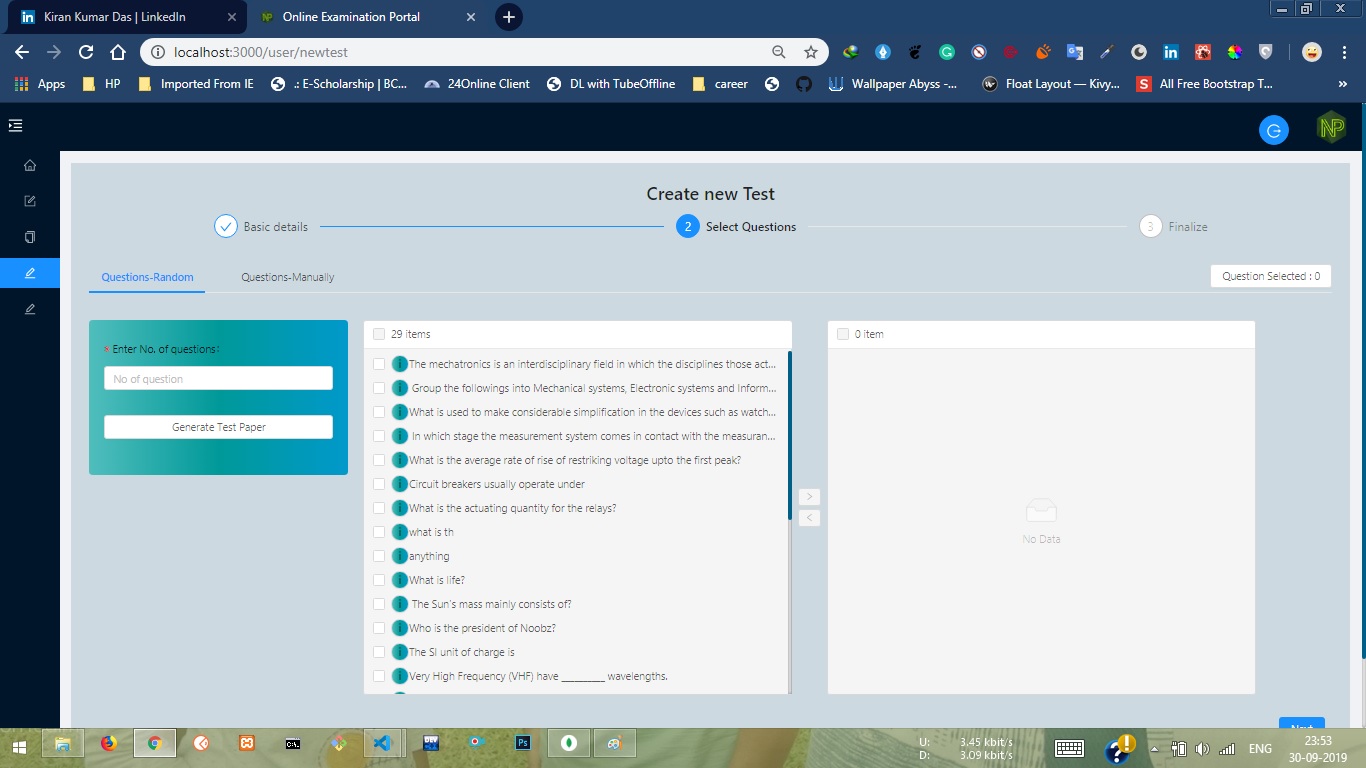 Kiran Kumar Das | LinkedIn
Online Examination Portal
localhost:3000/user/newtest
Apps
HP
Imported From IE
.: E-Scholarship | BC...
24Online Client
DL with TubeOffline
career
Wallpaper Abyss -...
Float Layout — Kivy...
All Free Bootstrap T...
NP
Create new Test
Basic details
2 Select Questions
3 Finalize
Questions-Random
Questions-Manually
Question Selected : 0
* Enter No. of questions:
No of question
Generate Test Paper
29 items
The mechatronics is an interdisciplinary field in which the disciplines those act...
Group the followings into Mechanical systems, Electronic systems and Inform...
What is used to make considerable simplification in the devices such as watch...
In which stage the measurement system comes in contact with the measuran...
What is the average rate of rise of restriking voltage upto the first peak?
Circuit breakers usually operate under
What is the actuating quantity for the relays?
what is th
anything
What is life?
The Sun's mass mainly consists of?
Who is the president of Noobz?
The SI unit of charge is
Very High Frequency (VHF) have __________ wavelengths.
0 item
No Data
Next
U: 3.45 kbit/s
D: 3.09 kbit/s
ENG
23:53
30-09-2019